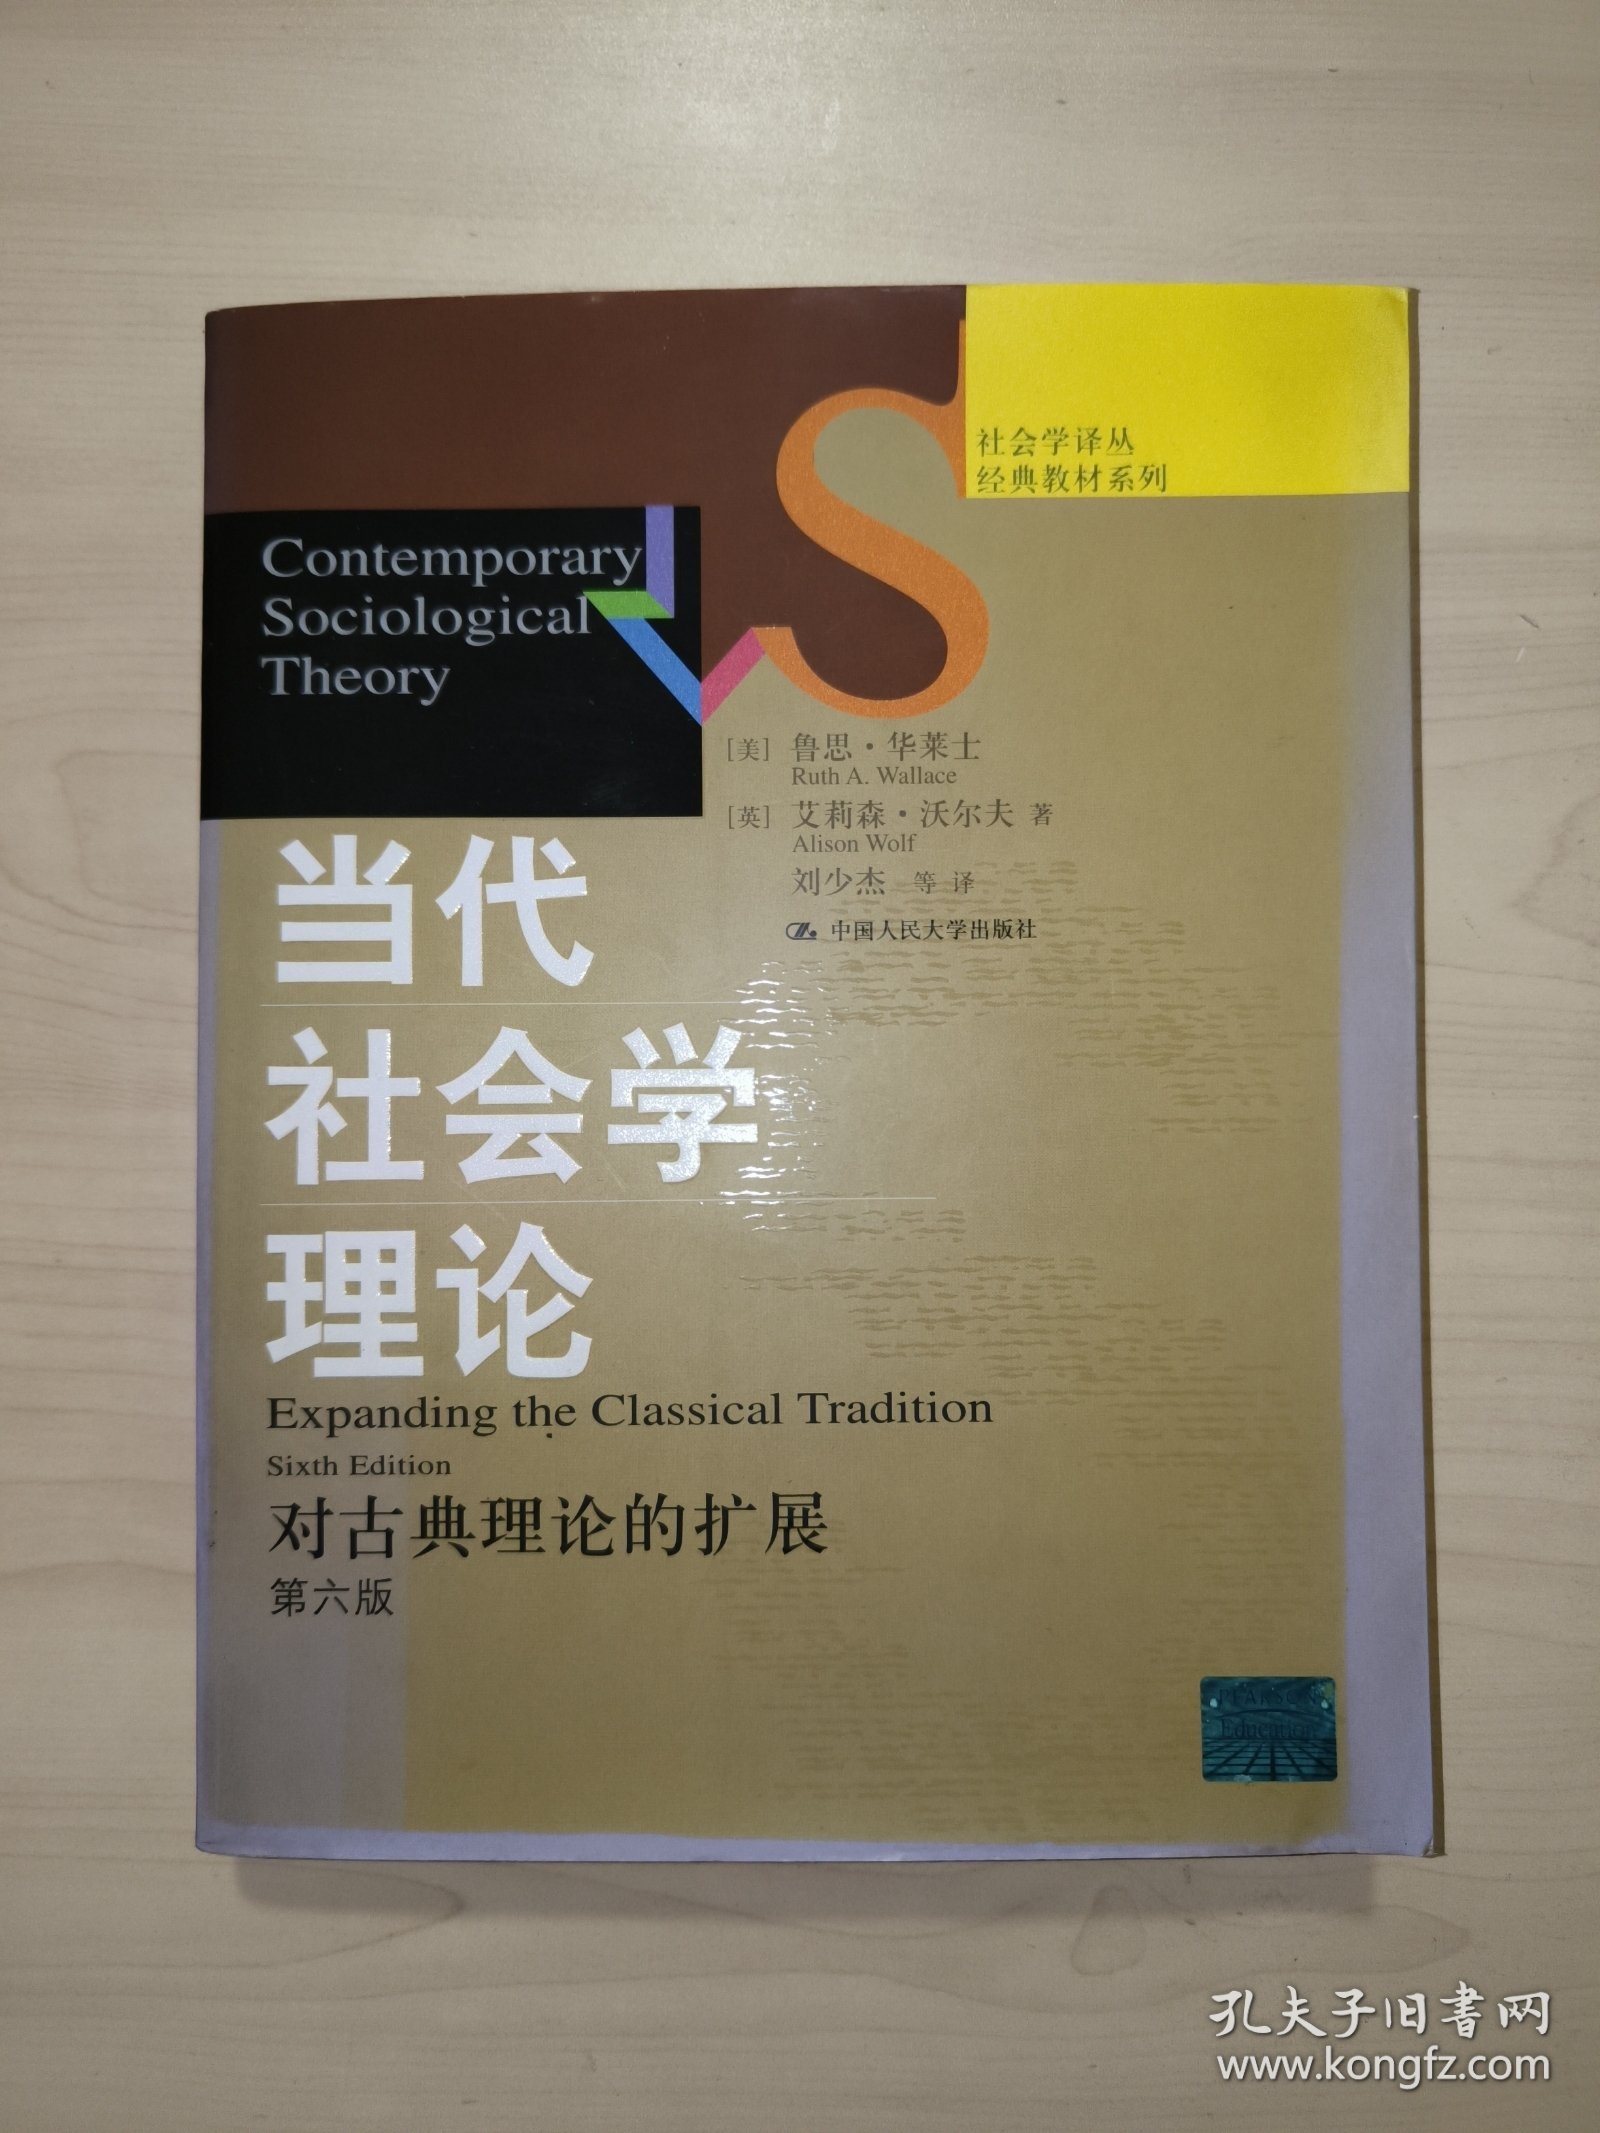 社会学译丛
经典教材系列
Contemporary
Sociological
Theory
[美] 鲁思·华莱士
Ruth A. Wallace
[英] 艾莉森·沃尔夫 著
Alison Wolf
刘少杰 等 译
中国人民大学出版社
当代
社会学
理论
Expanding the Classical Tradition
Sixth Edition
对古典理论的扩展
第六版
PEARSON
Education
孔夫子旧书网
www.kongfz.com